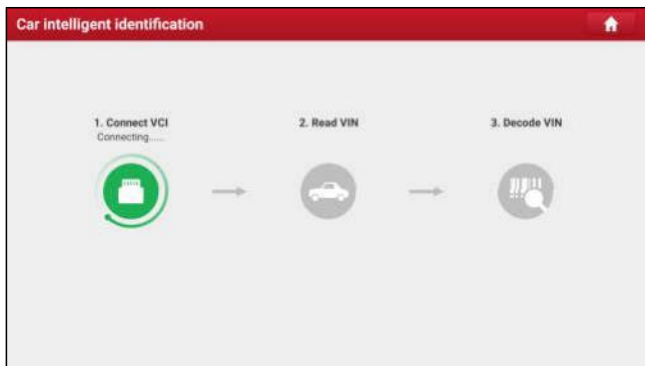 Car intelligent identification
1. Connect VCI
Connecting......
2. Read VIN
3. Decode VIN